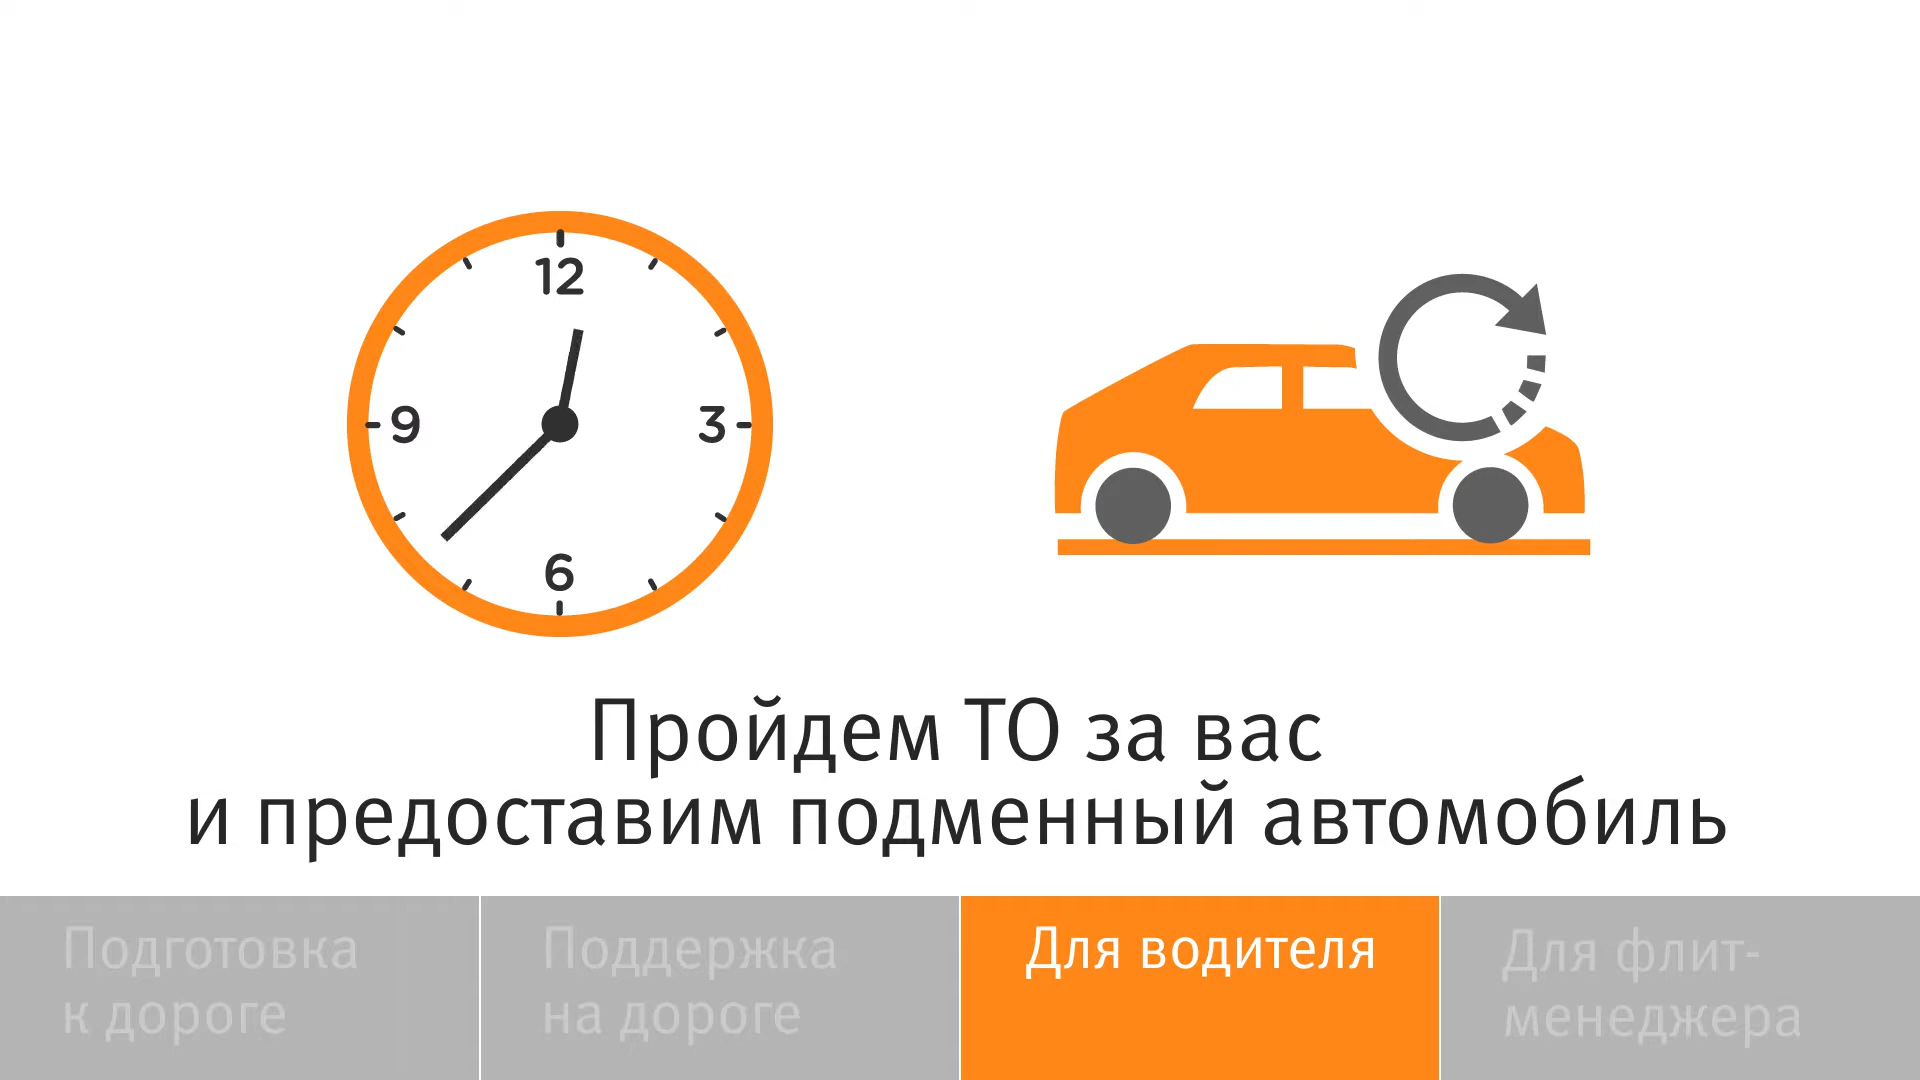 12
9
3
6
Пройдем ТО за вас
и предоставим подменный автомобиль
Подготовка
к дороге
Поддержка
на дороге
Для водителя
Для флит-
менеджера